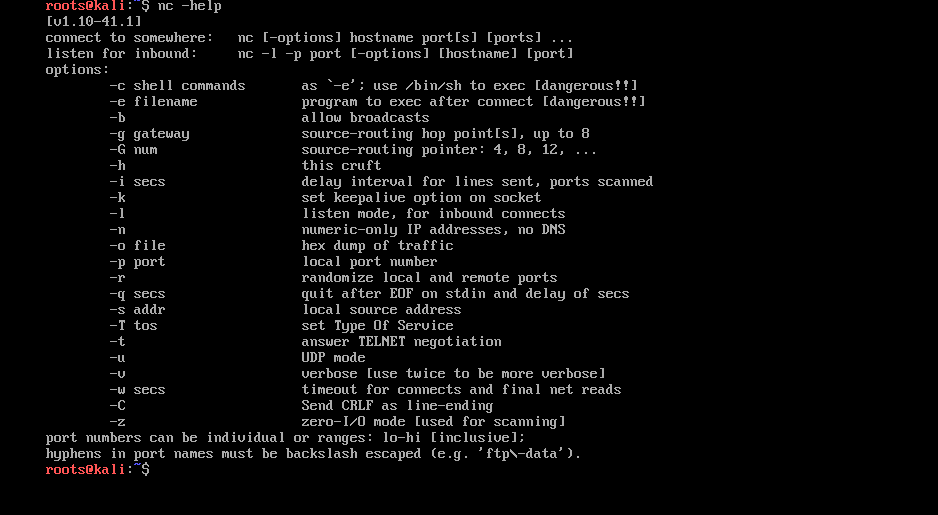 roots@kali:~$ nc -help
[v1.10-41.1]
connect to somewhere:   nc [-options] hostname port[s] [ports] ...
listen for inbound:     nc -l -p port [-options] [hostname] [port]
options:
        -c shell commands       as `-e'; use /bin/sh to exec [dangerous!!]
        -e filename             program to exec after connect [dangerous!!]
        -b                      allow broadcasts
        -g gateway              source-routing hop point[s], up to 8
        -G num                  source-routing pointer: 4, 8, 12, ...
        -h                      this cruft
        -i secs                 delay interval for lines sent, ports scanned
        -k                      set keepalive option on socket
        -l                      listen mode, for inbound connects
        -n                      numeric-only IP addresses, no DNS
        -o file                 hex dump of traffic
        -p port                 local port number
        -r                      randomize local and remote ports
        -q secs                 quit after EOF on stdin and delay of secs
        -s addr                 local source address
        -T tos                  set Type Of Service
        -t                      answer TELNET negotiation
        -u                      UDP mode
        -v                      verbose [use twice to be more verbose]
        -w secs                 timeout for connects and final net reads
        -C                      Send CRLF as line-ending
        -z                      zero-I/O mode [used for scanning]
port numbers can be individual or ranges: lo-hi [inclusive];
hyphens in port names must be backslash escaped (e.g. 'ftp\-data').
roots@kali:~$